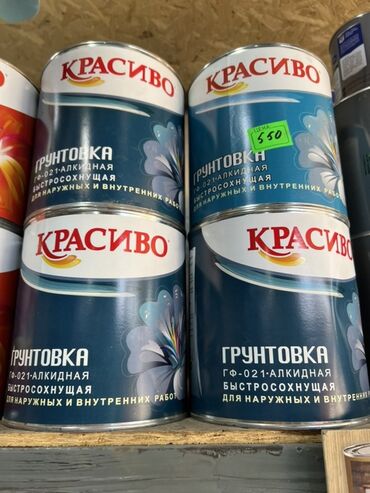 КРАСИВО
ГРУНТОВКА
ГФ-021-АЛКИДНАЯ
БЫСТРОСОХНУЩАЯ
ДЛЯ НАРУЖНЫХ И ВНУТРЕННИХ РАБОТ
КРАСИВО
ЦЕНА
550
ГРУНТОВКА
ГФ-021-АЛКИДНАЯ
БЫСТРОСОХНУЩАЯ
ДЛЯ НАРУЖНЫХ И ВНУТРЕННИХ РАБОТ
КРАСИВО
ГРУНТОВКА
ГФ-021-АЛКИДНАЯ
БЫСТРОСОХНУЩАЯ
ДЛЯ НАРУЖНЫХ И ВНУТРЕННИХ РАБОТ
КРАСИВО
ГРУНТОВКА
ГФ-021-АЛКИДНАЯ
БЫСТРОСОХНУЩАЯ
ДЛЯ НАРУЖНЫХ И ВНУТРЕННИХ РАБОТ